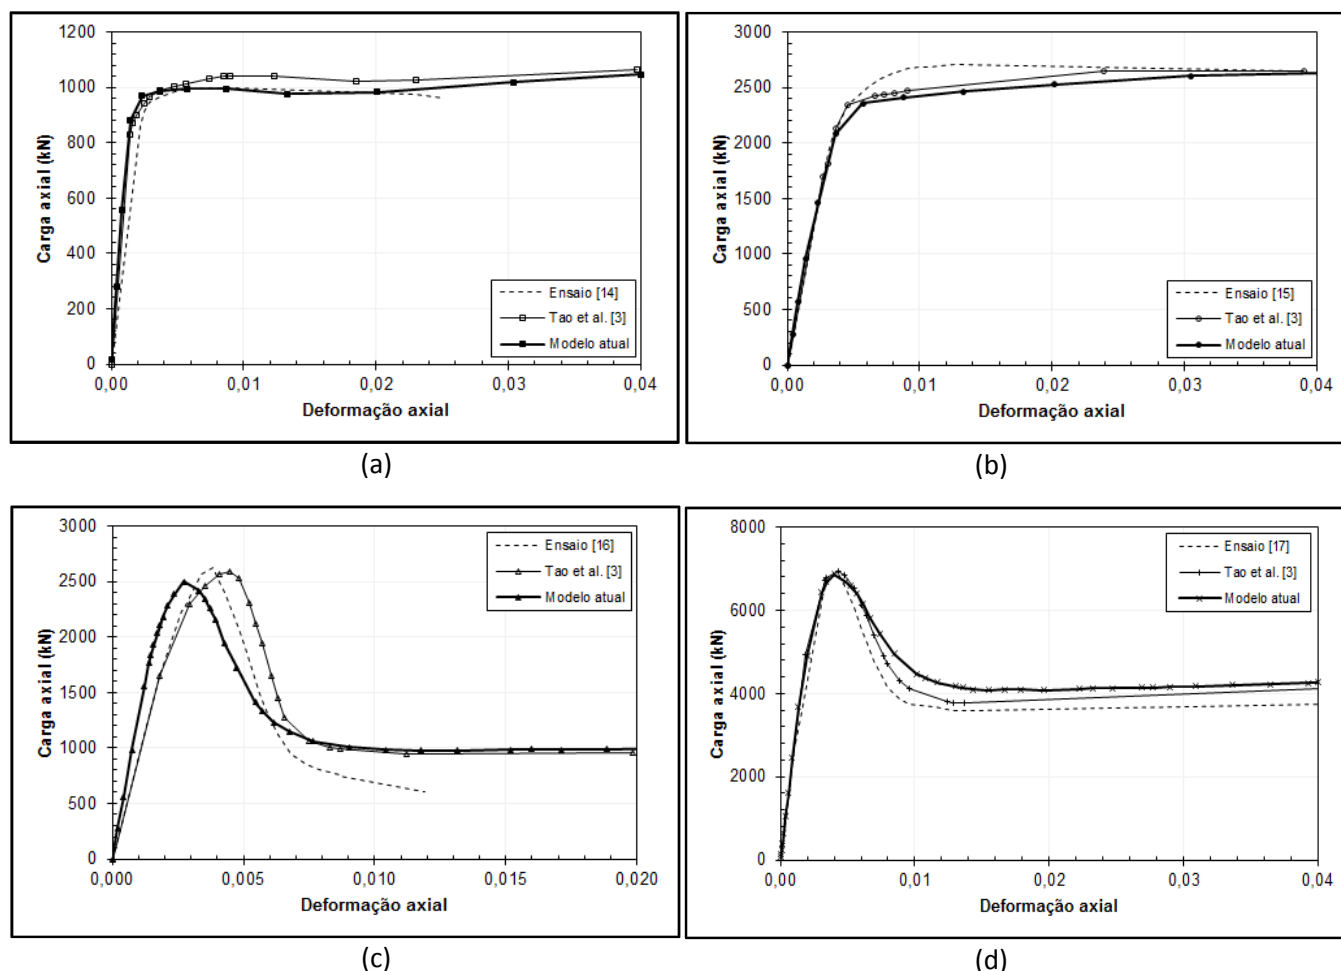 1200
1000
800
600
400
200
0
Carga axial (kN)
0,00
0,01
0,02
0,03
0,04
Deformação axial
Ensaio [14]
Tao et al. [3]
Modelo atual
(a)
3000
2500
2000
1500
1000
500
0
Carga axial (kN)
0,00
0,01
0,02
0,03
0,04
Deformação axial
Ensaio [15]
Tao et al. [3]
Modelo atual
(b)
3000
2500
2000
1500
1000
500
0
Carga axial (kN)
0,000
0,005
0,010
0,015
0,020
Deformação axial
Ensaio [16]
Tao et al. [3]
Modelo atual
(c)
8000
6000
4000
2000
0
Carga axial (kN)
0,00
0,01
0,02
0,03
0,04
Deformação axial
Ensaio [17]
Tao et al. [3]
Modelo atual
(d)